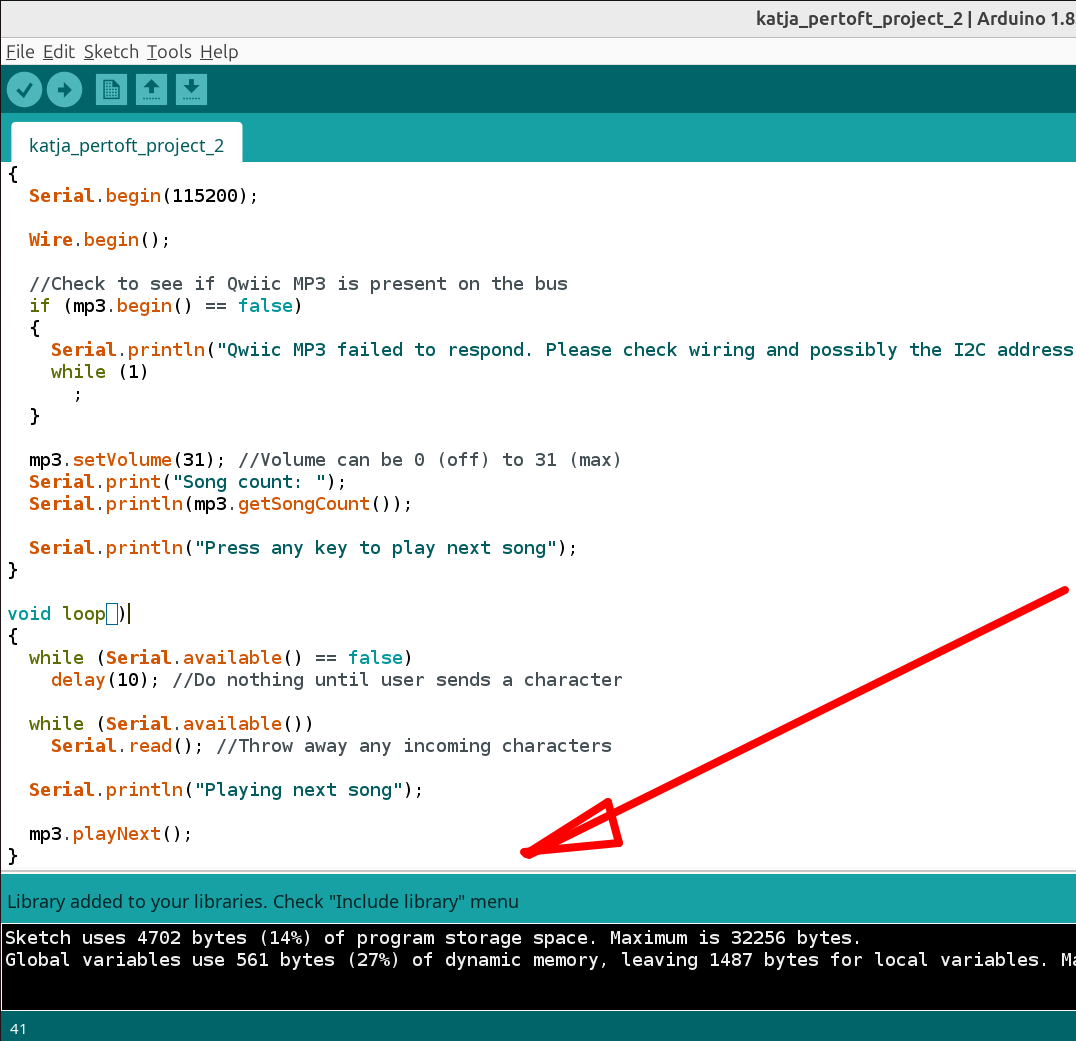 katja_pertoft_project_2 | Arduino 1.8
File Edit Sketch Tools Help
katja_pertoft_project_2
{
  Serial.begin(115200);
  Wire.begin();
  //Check to see if Qwiic MP3 is present on the bus
  if (mp3.begin() == false)
  {
    Serial.println("Qwiic MP3 failed to respond. Please check wiring and possibly the I2C address
    while (1)
      ;
  }
  mp3.setVolume(31); //Volume can be 0 (off) to 31 (max)
  Serial.print("Song count: ");
  Serial.println(mp3.getSongCount());
  Serial.println("Press any key to play next song");
}
void loop()
{
  while (Serial.available() == false)
    delay(10); //Do nothing until user sends a character
  while (Serial.available())
    Serial.read(); //Throw away any incoming characters
  Serial.println("Playing next song");
  mp3.playNext();
}
Library added to your libraries. Check "Include library" menu
Sketch uses 4702 bytes (14%) of program storage space. Maximum is 32256 bytes.
Global variables use 561 bytes (27%) of dynamic memory, leaving 1487 bytes for local variables. Ma
41